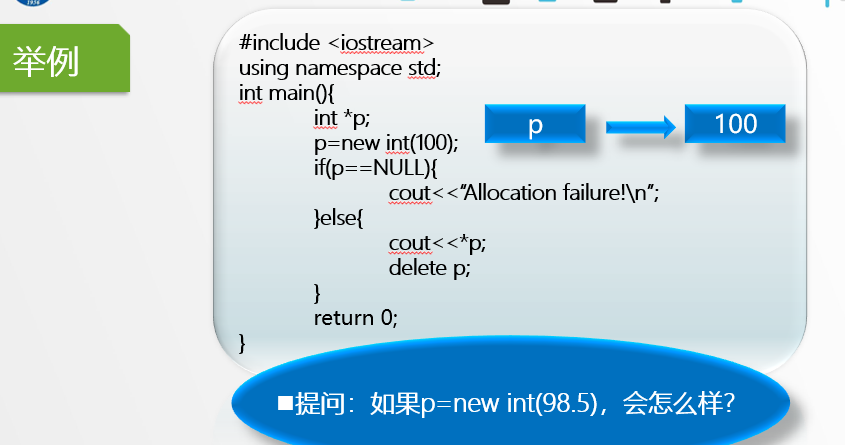 1956
举例
#include <iostream>
using namespace std;
int main(){
int *p;
p=new int(100);
if(p==NULL){
cout<<“Allocation failure!\n”;
}else{
cout<<*p;
delete p;
}
return 0;
}
p
100
■提问：如果p=new int(98.5)，会怎么样?